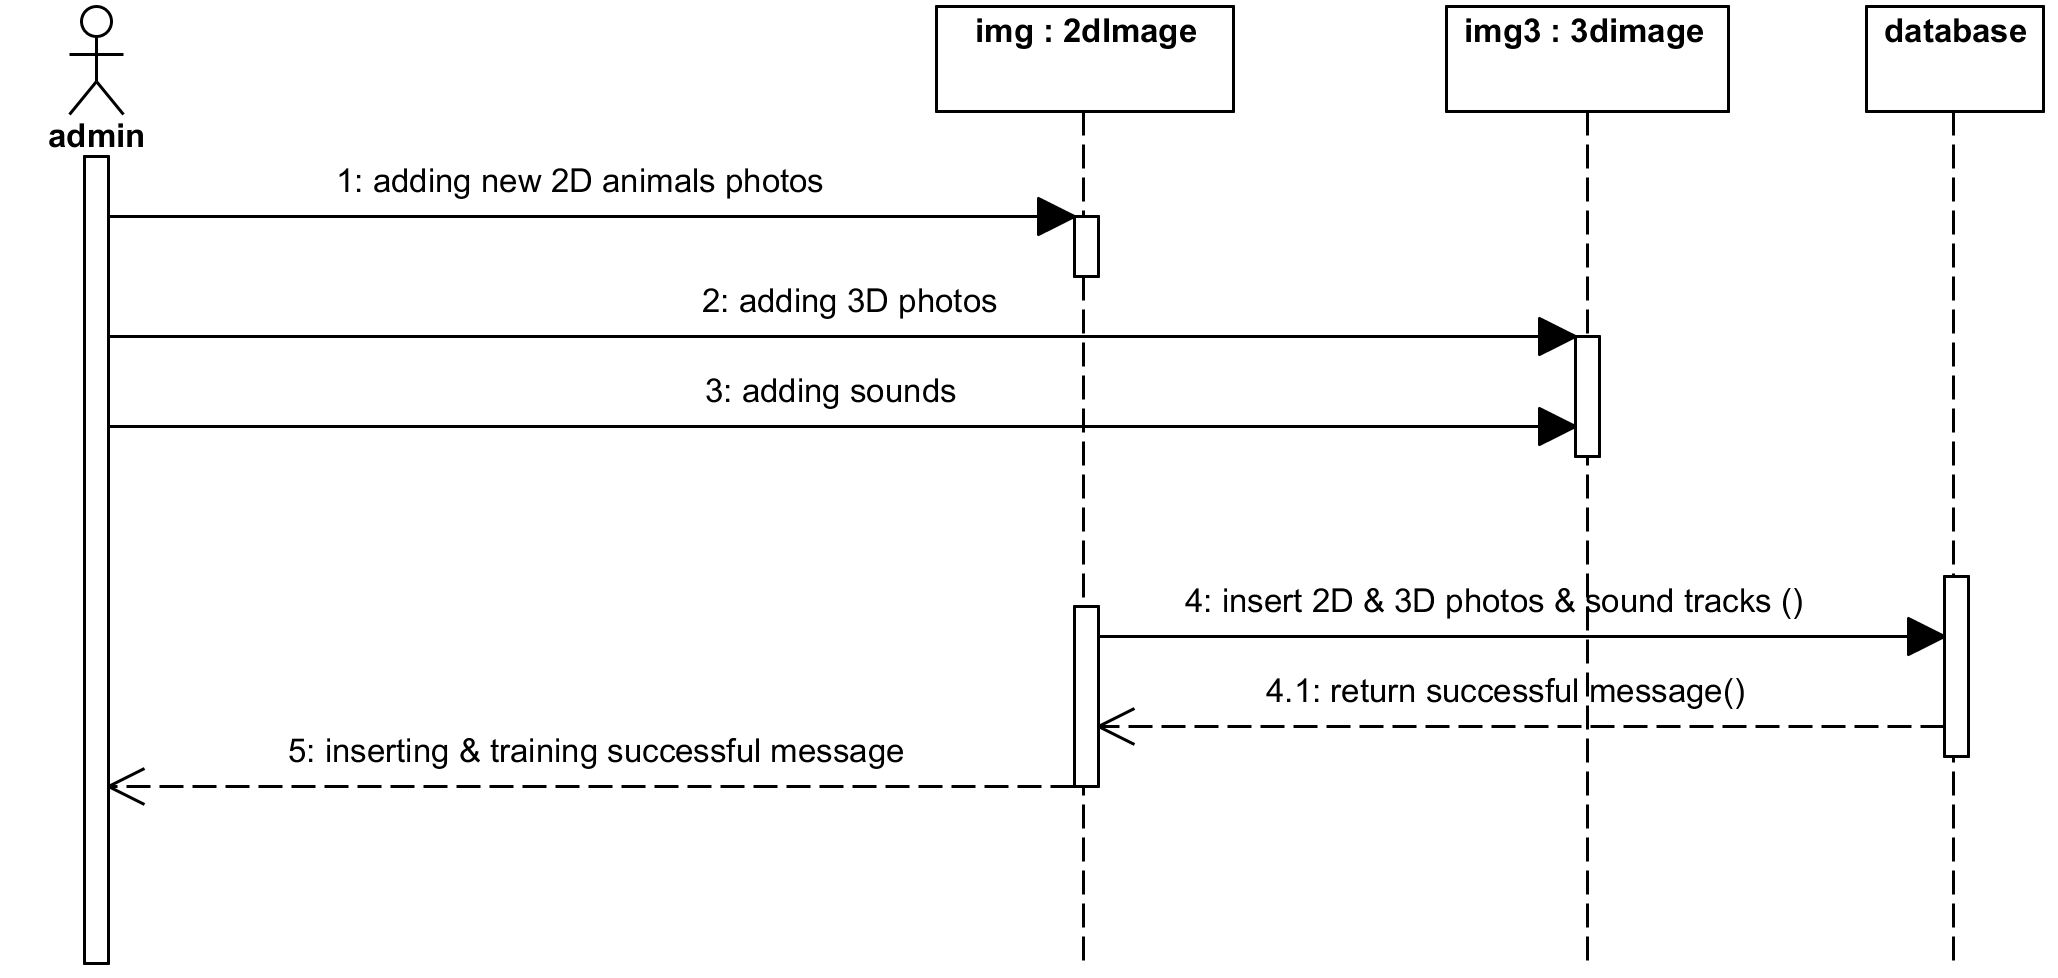 img : 2dImage
img3 : 3dimage
database
admin
1: adding new 2D animals photos
2: adding 3D photos
3: adding sounds
4: insert 2D & 3D photos & sound tracks ()
4.1: return successful message()
5: inserting & training successful message